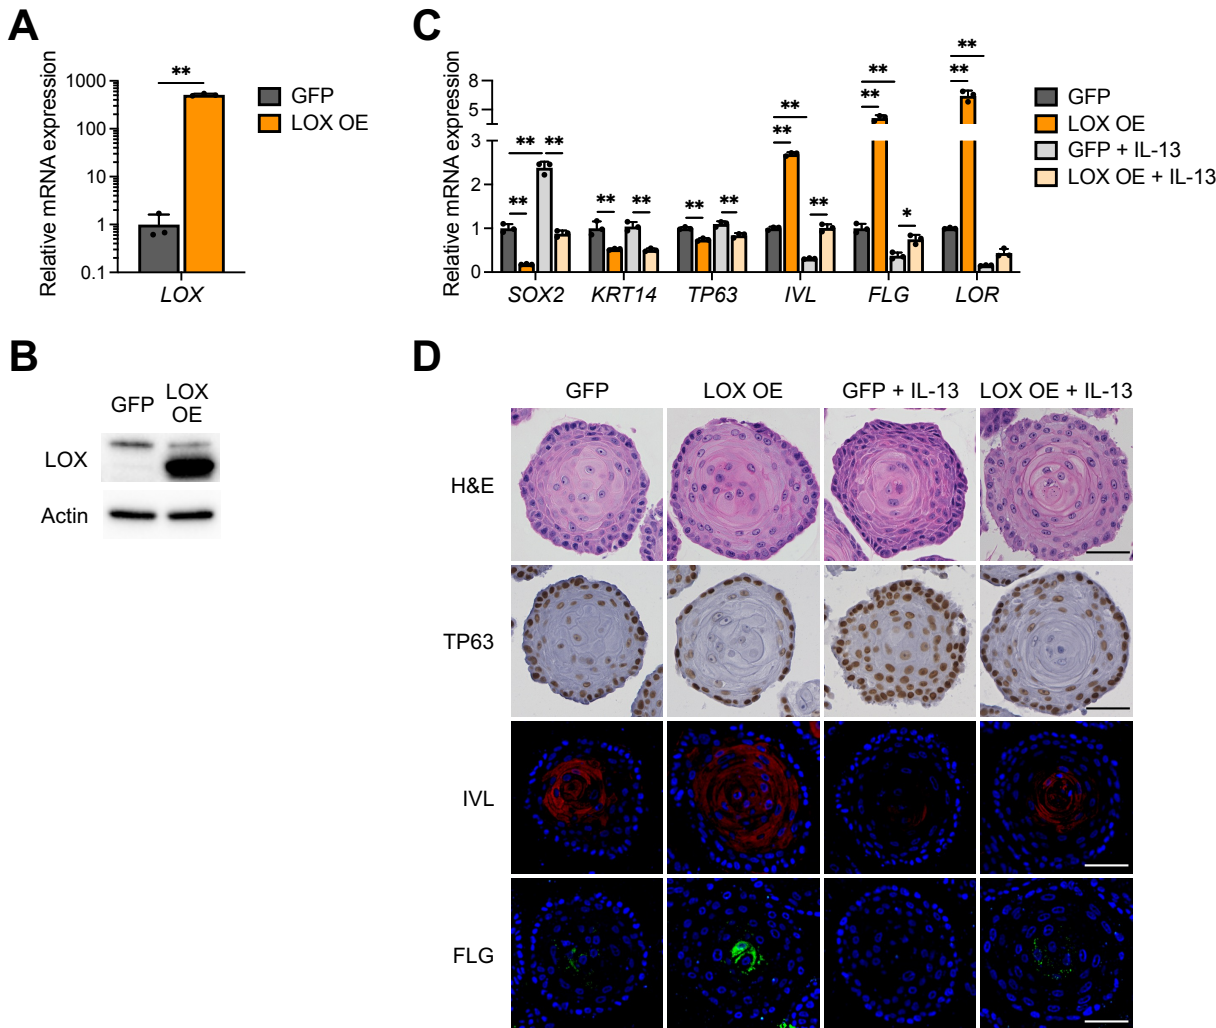 A
Relative mRNA expression
1000
100
10
1
0.1
**
LOX
GFP
LOX OE
B
GFP
LOX
OE
LOX
Actin
C
Relative mRNA expression
8
5
3
2
1
0
**
**
**
**
**
**
**
**
**
**
**
**
**
**
*
**
**
SOX2
KRT14
TP63
IVL
FLG
LOR
GFP
LOX OE
GFP + IL-13
LOX OE + IL-13
D
GFP
LOX OE
GFP + IL-13
LOX OE + IL-13
H&E
TP63
IVL
FLG